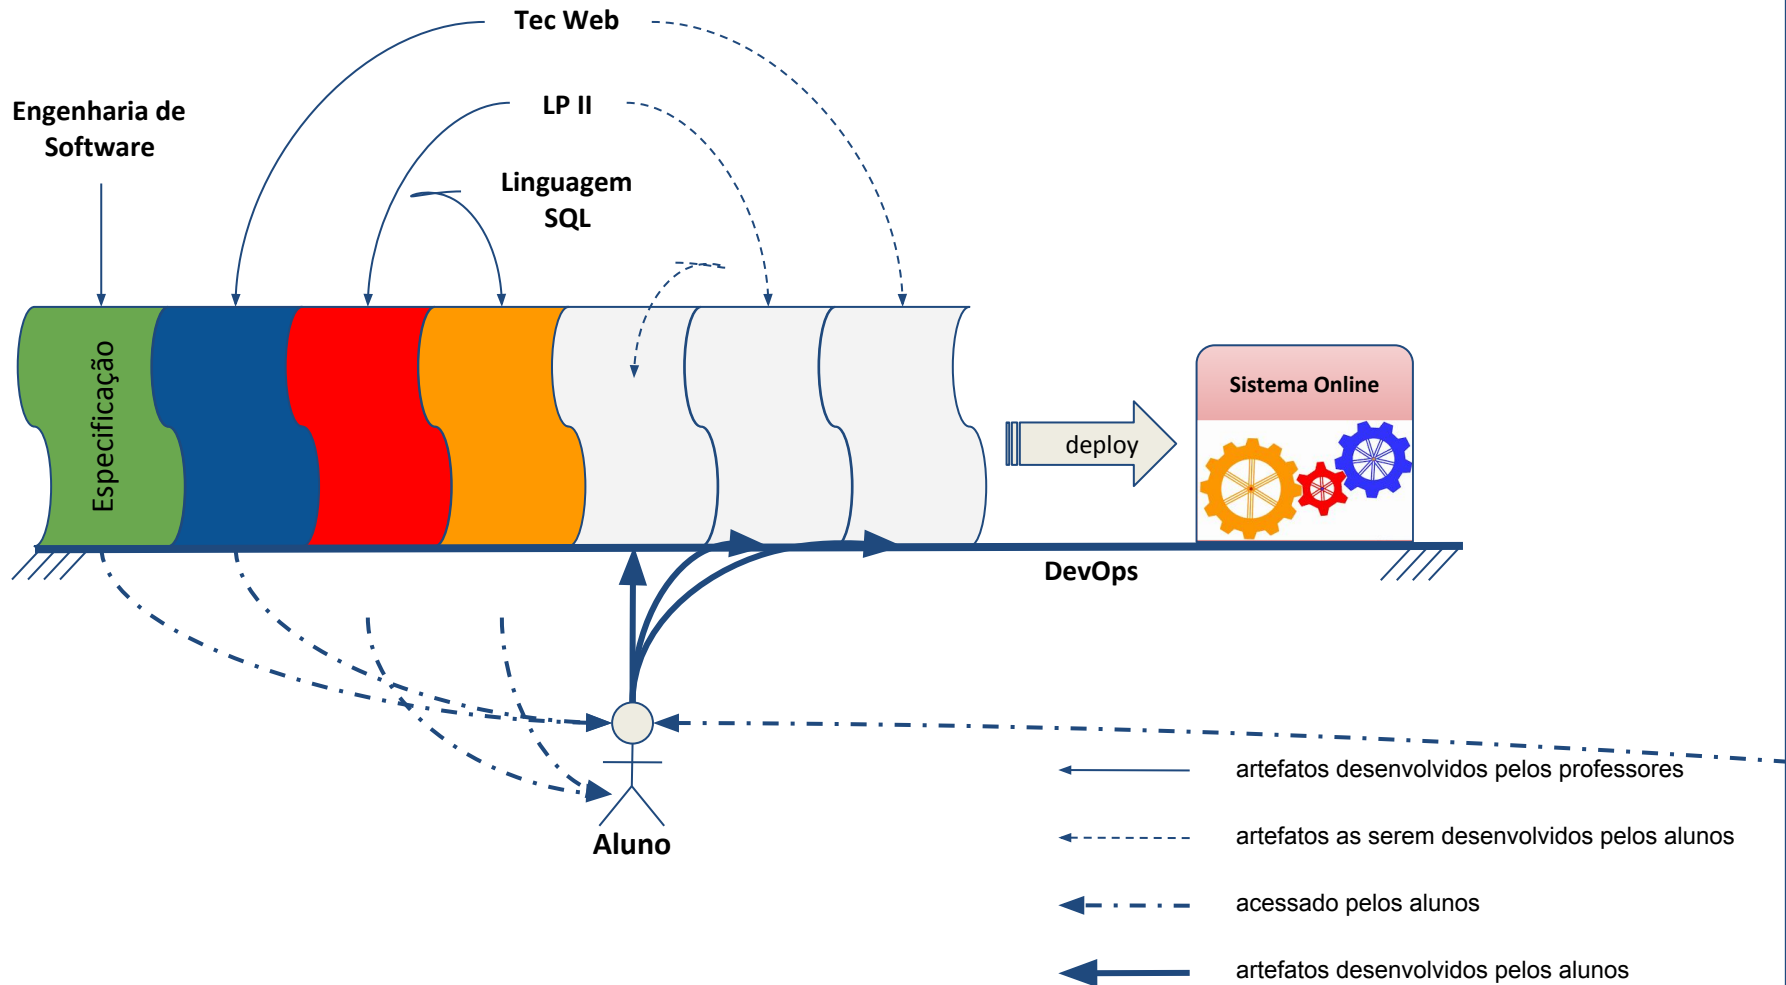 Tec Web
Engenharia de
Software
LP II
Linguagem
SQL
Especificação
deploy
Sistema Online
DevOps
Aluno
artefatos desenvolvidos pelos professores
artefatos as serem desenvolvidos pelos alunos
acessado pelos alunos
artefatos desenvolvidos pelos alunos